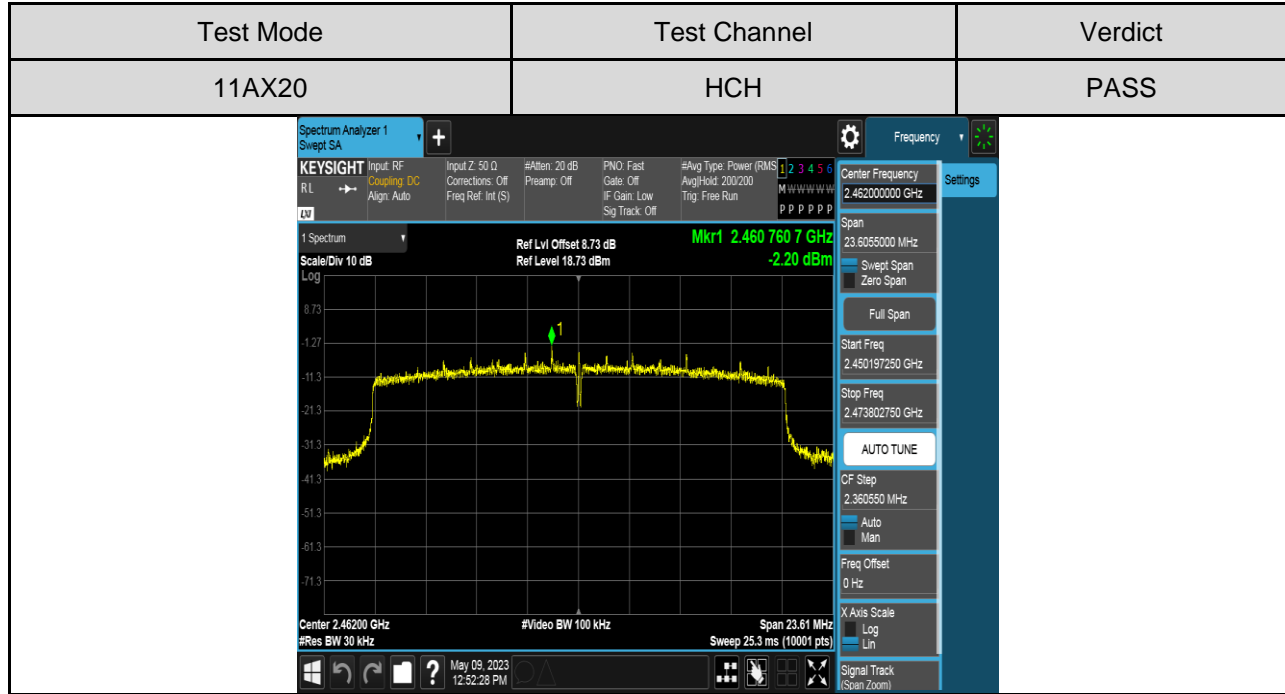 Test Mode Test Channel Verdict
11AX20 HCH PASS
Spectrum Analyzer 1
Swept SA
+
Frequency
KEYSIGHT
RL
LXI
Input: RF
Coupling: DC
Align: Auto
Input Z: 50 Ω
Corrections: Off
Freq Ref: Int (S)
#Atten: 20 dB
Preamp: Off
PNO: Fast
Gate: Off
IF Gain: Low
Sig Track: Off
#Avg Type: Power (RMS
Avg|Hold: 200/200
Trig: Free Run
1 2 3 4 5 6
M W W W W W
P P P P P P
1 Spectrum
Scale/Div 10 dB
Log
Ref Lvl Offset 8.73 dB
Ref Level 18.73 dBm
Mkr1 2.460 760 7 GHz
-2.20 dBm
8.73
-1.27
-11.3
-21.3
-31.3
-41.3
-51.3
-61.3
-71.3
1
Center 2.46200 GHz
#Res BW 30 kHz
#Video BW 100 kHz
Span 23.61 MHz
Sweep 25.3 ms (10001 pts)
?
May 09, 2023
12:52:28 PM
Center Frequency
2.462000000 GHz
Settings
Span
23.6055000 MHz
Swept Span
Zero Span
Full Span
Start Freq
2.450197250 GHz
Stop Freq
2.473802750 GHz
AUTO TUNE
CF Step
2.360550 MHz
Auto
Man
Freq Offset
0 Hz
X Axis Scale
Log
Lin
Signal Track
(Span Zoom)